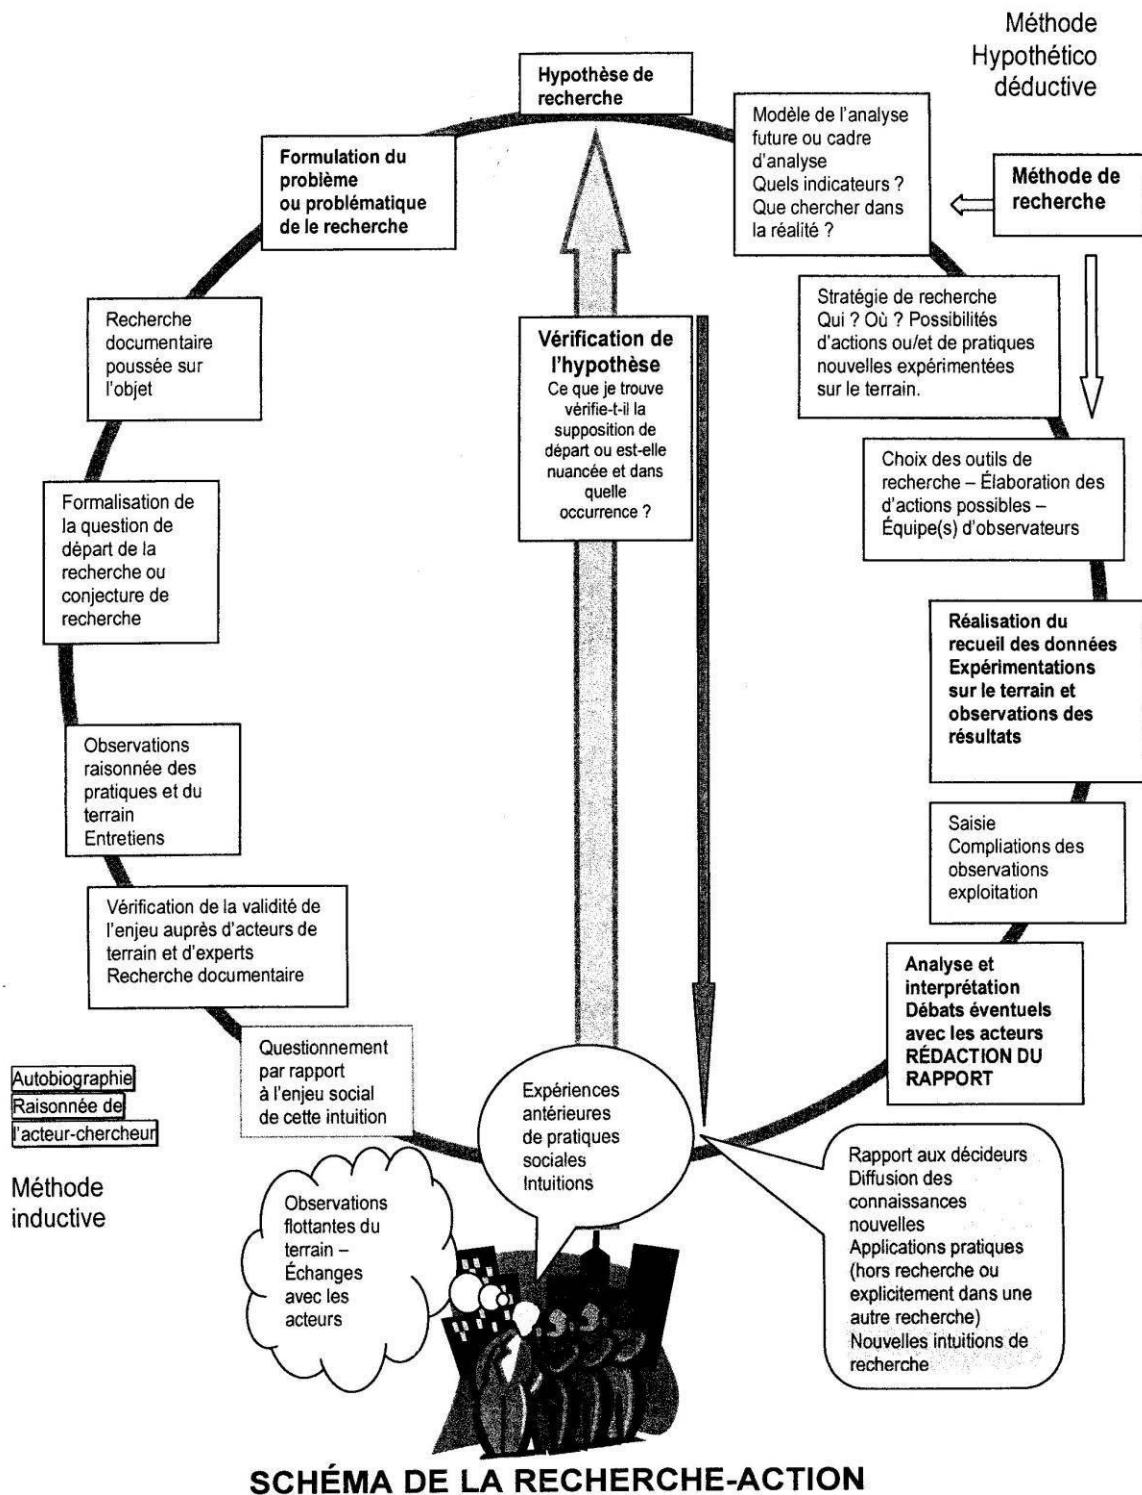 Méthode
Hypothético
déductive
Hypothèse de
recherche
Modèle de l'analyse
future ou cadre
d'analyse
Quels indicateurs ?
Que chercher dans
la réalité ?
Méthode de
recherche
Formulation du
problème
ou problématique
de le recherche
Stratégie de recherche
Qui ? Où ? Possibilités
d'actions ou/et de pratiques
nouvelles expérimentées
sur le terrain.
Recherche
documentaire
poussée sur
l'objet
Vérification de
l'hypothèse
Ce que je trouve
vérifie-t-il la
supposition de
départ ou est-elle
nuancée et dans
quelle
occurrence ?
Choix des outils de
recherche – Élaboration des
d'actions possibles –
Équipe(s) d'observateurs
Formalisation de
la question de
départ de la
recherche ou
conjecture de
recherche
Réalisation du
recueil des données
Expérimentations
sur le terrain et
observations des
résultats
Observations
raisonnée des
pratiques et du
terrain
Entretiens
Saisie
Compliations des
observations
exploitation
Vérification de la validité de
l'enjeu auprès d'acteurs de
terrain et d'experts
Recherche documentaire
Analyse et
interprétation
Débats éventuels
avec les acteurs
RÉDACTION DU
RAPPORT
Questionnement
par rapport
à l'enjeu social
de cette intuition
Autobiographie
Raisonnée de
l'acteur-chercheur
Méthode
inductive
Expériences
antérieures
de pratiques
sociales
Intuitions
Observations
flottantes du
terrain –
Échanges
avec les
acteurs
Rapport aux décideurs
Diffusion des
connaissances
nouvelles
Applications pratiques
(hors recherche ou
explicitement dans une
autre recherche)
Nouvelles intuitions de
recherche
SCHÉMA DE LA RECHERCHE-ACTION